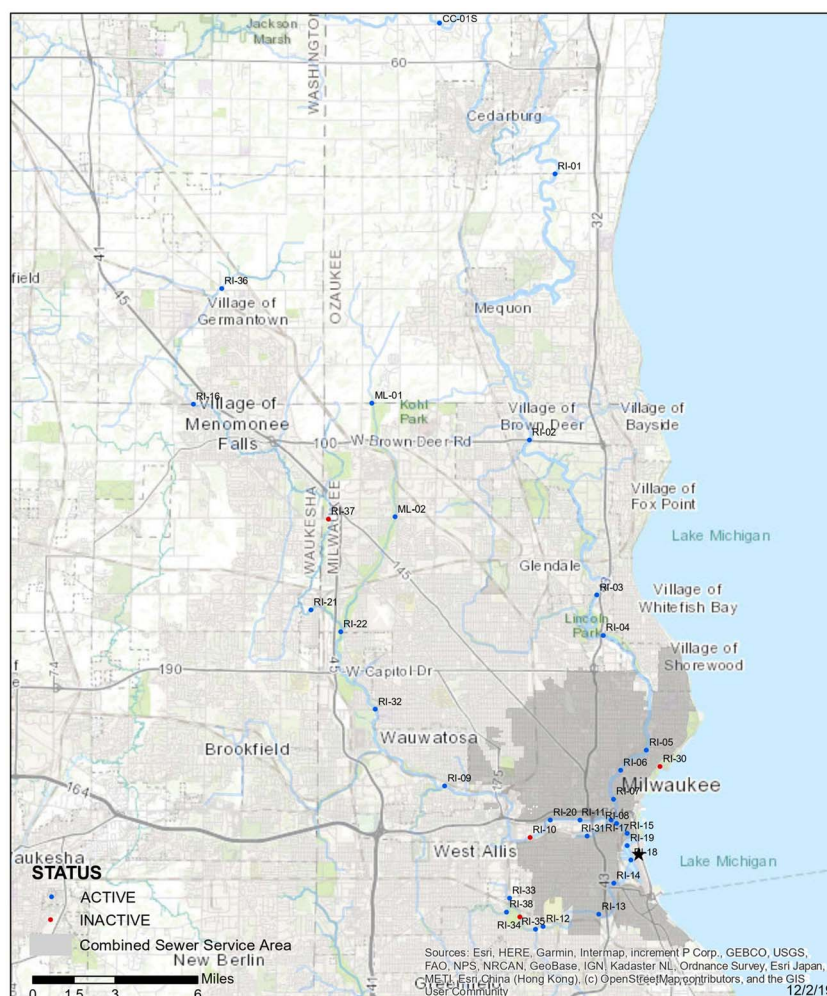 CC-01S
Jackson
Marsh
WASHINGTON
60
Cedarburg
RI-01
41
32
field
45
RI-36
Village of
Germantown
OZAUKEE
Mequon
RI-16
Village of
Menomonee
Falls
ML-01
Kohl
Park
Village of
Brown Deer
Village of
Bayside
100
W Brown Deer Rd
RI-02
WAUKESHA
MILWAUKEE
RI-37
ML-02
Village of
Fox Point
Lake Michigan
145
Glendale
RI-03
Village of
Whitefish Bay
RI-21
RI-22
Lincoln
Park
RI-04
Village of
Shorewood
74
190
45
W Capitol Dr
RI-32
Brookfield
Wauwatosa
RI-05
RI-30
RI-06
175
RI-09
Milwaukee
164
RI-07
RI-20
RI-11
RI-08
RI-10
RI-31
RI-17
RI-15
West Allis
RI-19
18
aukesha
Lake Michigan
RI-14
43
STATUS
ACTIVE
INACTIVE
Combined Sewer Service Area
RI-33
RI-38
RI-34
RI-35
RI-12
RI-13
New Berlin
Miles
0 1.5 3 6
41
Greenfield
Sources: Esri, HERE, Garmin, Intermap, increment P Corp., GEBCO, USGS,
FAO, NPS, NRCAN, GeoBase, IGN, Kadaster NL, Ordnance Survey, Esri Japan,
METI, Esri China (Hong Kong), (c) OpenStreetMap contributors, and the GIS
User Community
12/2/19